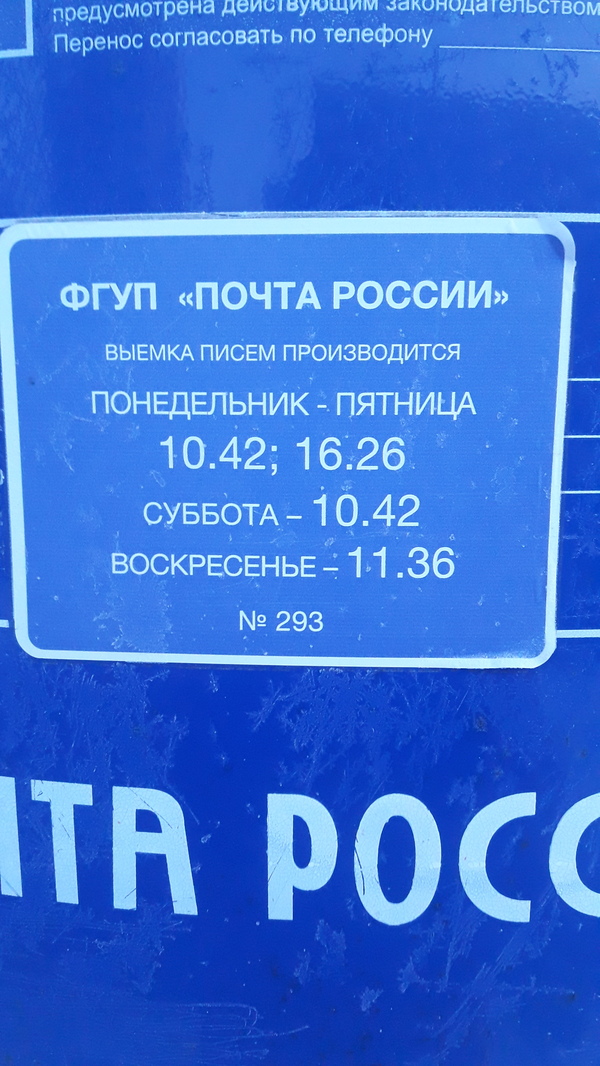 предусмотрена действующим законодательством
Перенос согласовать по телефону
ФГУП «ПОЧТА РОССИИ»
ВЫЕМКА ПИСЕМ ПРОИЗВОДИТСЯ
ПОНЕДЕЛЬНИК - ПЯТНИЦА
10.42; 16.26
СУББОТА – 10.42
ВОСКРЕСЕНЬЕ – 11.36
№ 293
ЧТА РОСС